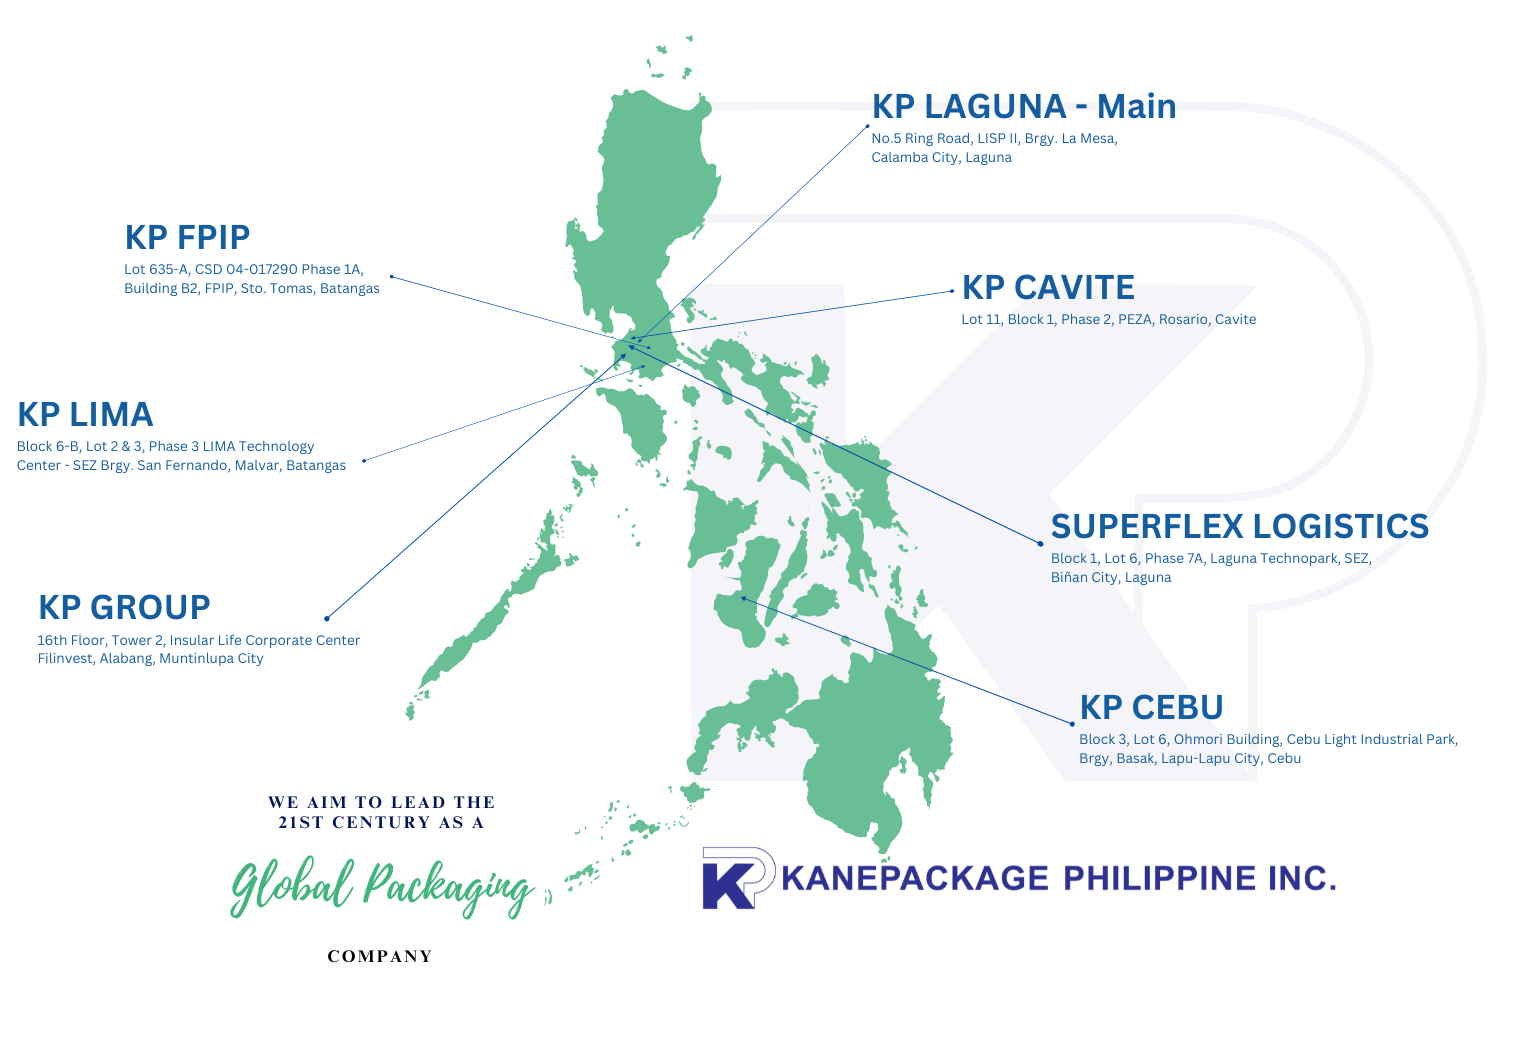 KP LAGUNA - Main
No.5 Ring Road, LISP II, Brgy. La Mesa,
Calamba City, Laguna
KP FPIP
Lot 635-A, CSD 04-017290 Phase 1A,
Building B2, FPIP, Sto. Tomas, Batangas
KP CAVITE
Lot 11, Block 1, Phase 2, PEZA, Rosario, Cavite
KP LIMA
Block 6-B, Lot 2 & 3, Phase 3 LIMA Technology
Center - SEZ Brgy. San Fernando, Malvar, Batangas
SUPERFLEX LOGISTICS
Block 1, Lot 6, Phase 7A, Laguna Technopark, SEZ,
Biñan City, Laguna
KP GROUP
16th Floor, Tower 2, Insular Life Corporate Center
Filinvest, Alabang, Muntinlupa City
KP CEBU
Block 3, Lot 6, Ohmori Building, Cebu Light Industrial Park,
Brgy, Basak, Lapu-Lapu City, Cebu
WE AIM TO LEAD THE
21ST CENTURY AS A
Global Packaging
COMPANY
KP KANEPACKAGE PHILIPPINE INC.